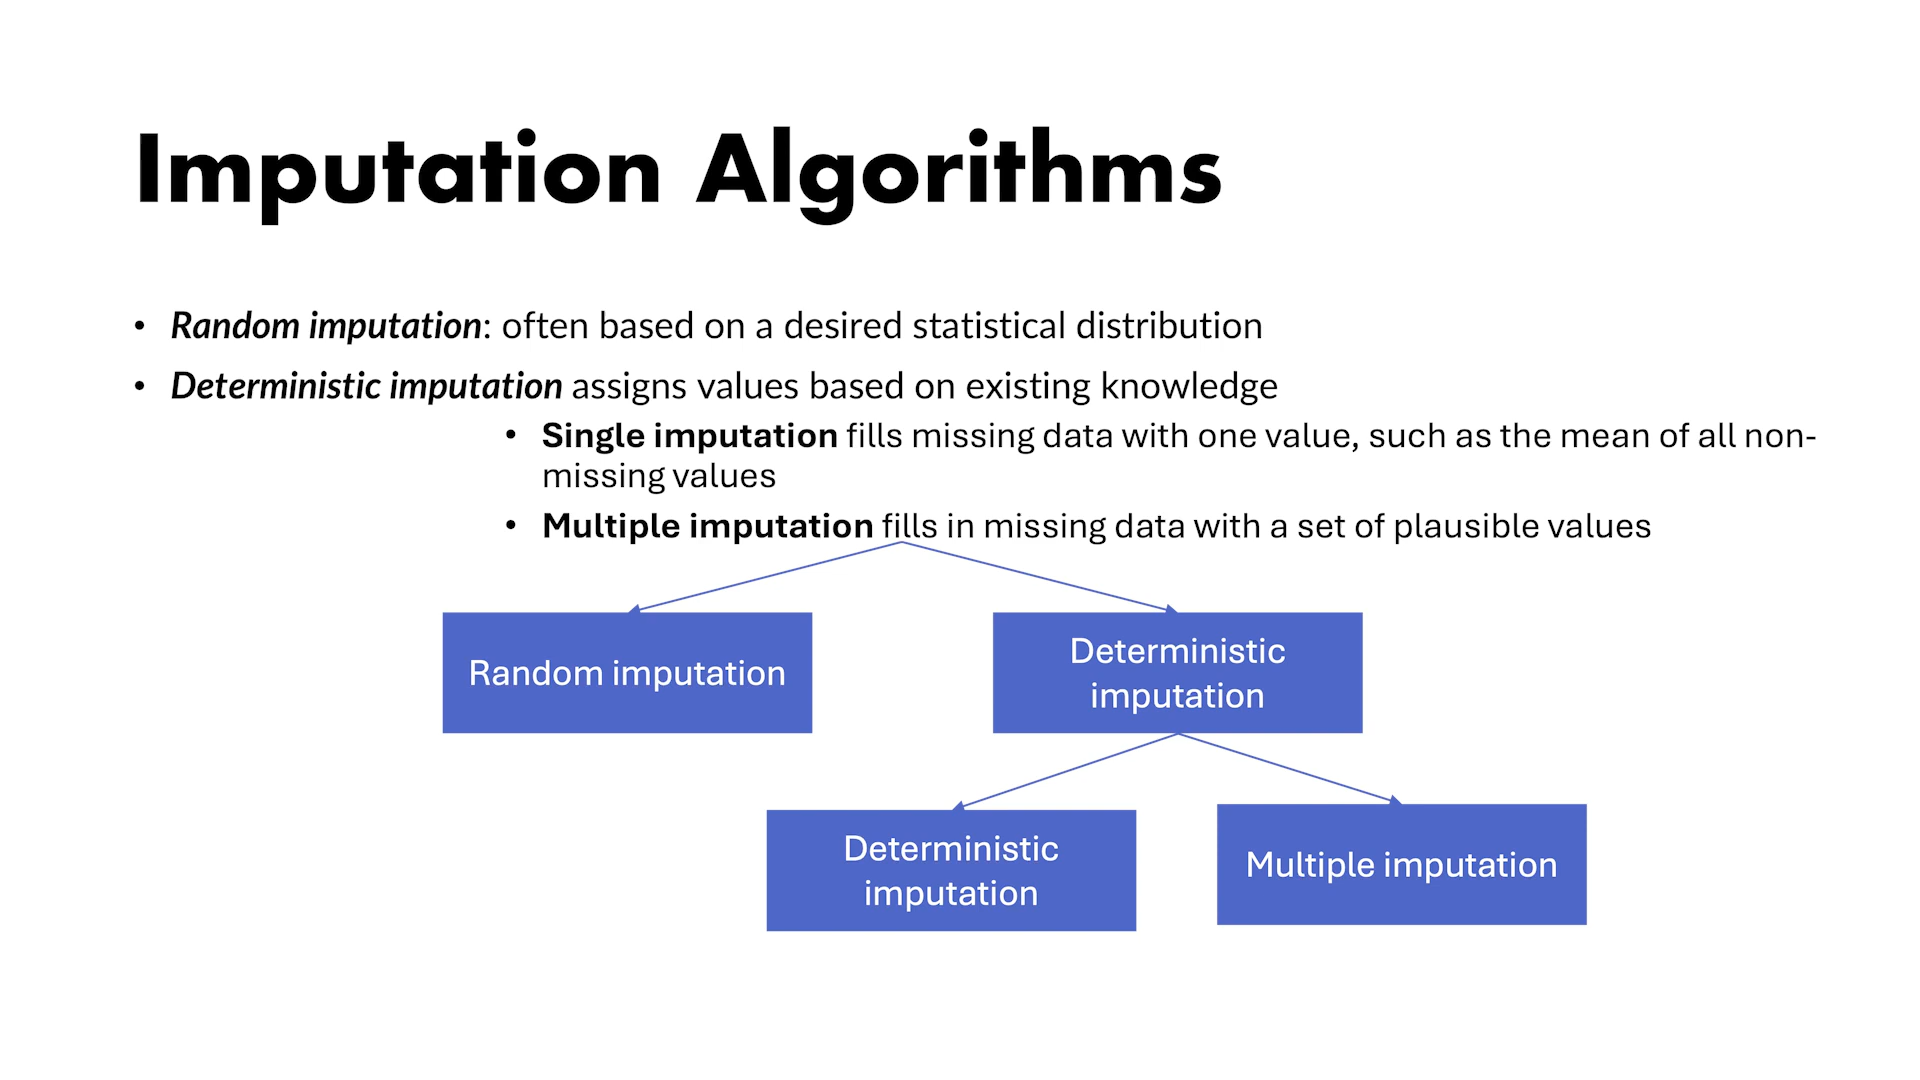 Imputation Algorithms
• Random imputation: often based on a desired statistical distribution
• Deterministic imputation assigns values based on existing knowledge
• Single imputation fills missing data with one value, such as the mean of all non-
missing values
• Multiple imputation fills in missing data with a set of plausible values
Random imputation
Deterministic
imputation
Deterministic
imputation
Multiple imputation